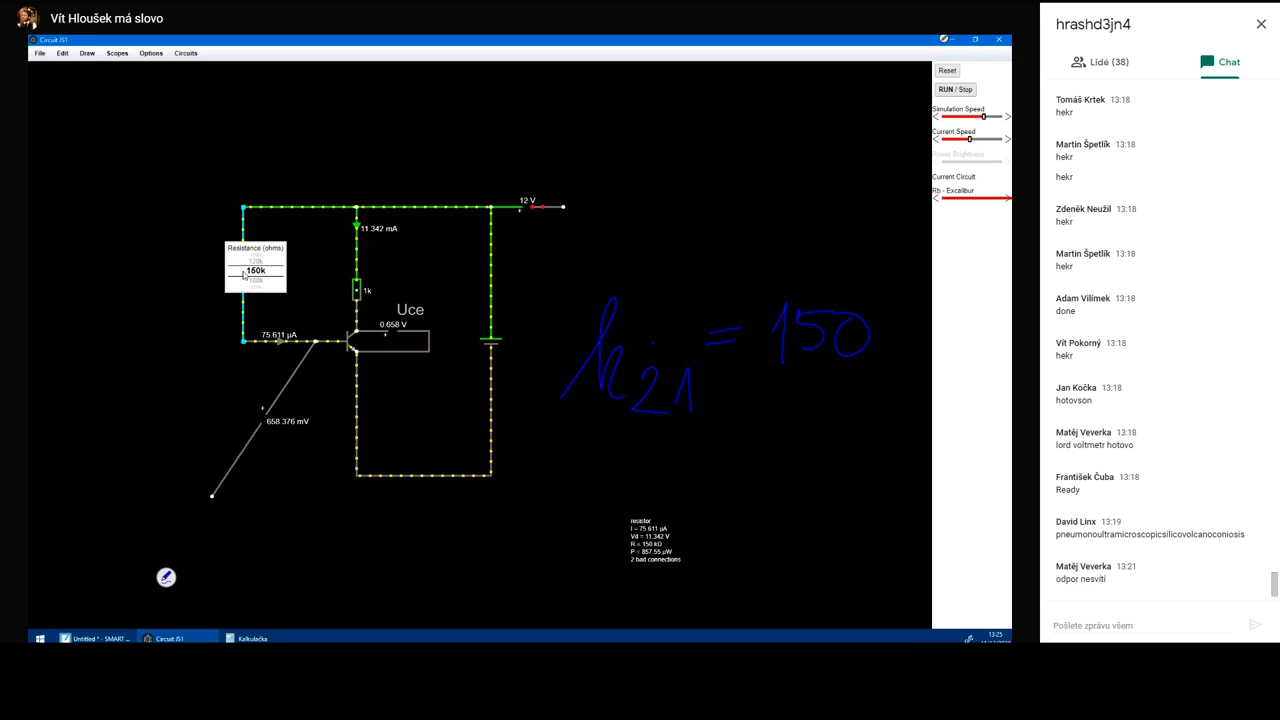 Vít Hloušek má slovo
Circuit JS1
File Edit Draw Scopes Options Circuits
Reset
RUN / Stop
Simulation Speed
Current Speed
Power Brightness
Current Circuit
Rb - Excalibur
12 V
+
11.342 mA
Resistance (ohms)
120k
150k
180k
1k
Uce
0.658 V
+
75.611 µA
+
658.376 mV
h21 = 150
resistor
I = 75.611 µA
Vd = 11.342 V
R = 150 kΩ
P = 857.55 µW
2 bad connections
Untitled * - SMART ...
Circuit JS1
Kalkulačka
13:25
hrashd3jn4
Lidé (38)
Chat
Tomáš Krtek 13:18
hekr
Martin Špetlík 13:18
hekr
hekr
Zdeněk Neužil 13:18
hekr
Martin Špetlík 13:18
hekr
Adam Vilímek 13:18
done
Vít Pokorný 13:18
hekr
Jan Kočka 13:18
hotovson
Matěj Veverka 13:18
lord voltmetr hotovo
František Čuba 13:18
Ready
David Linx 13:19
pneumonoultramicroscopicsilicovolcanoconiosis
Matěj Veverka 13:21
odpor nesvítí
Pošlete zprávu všem